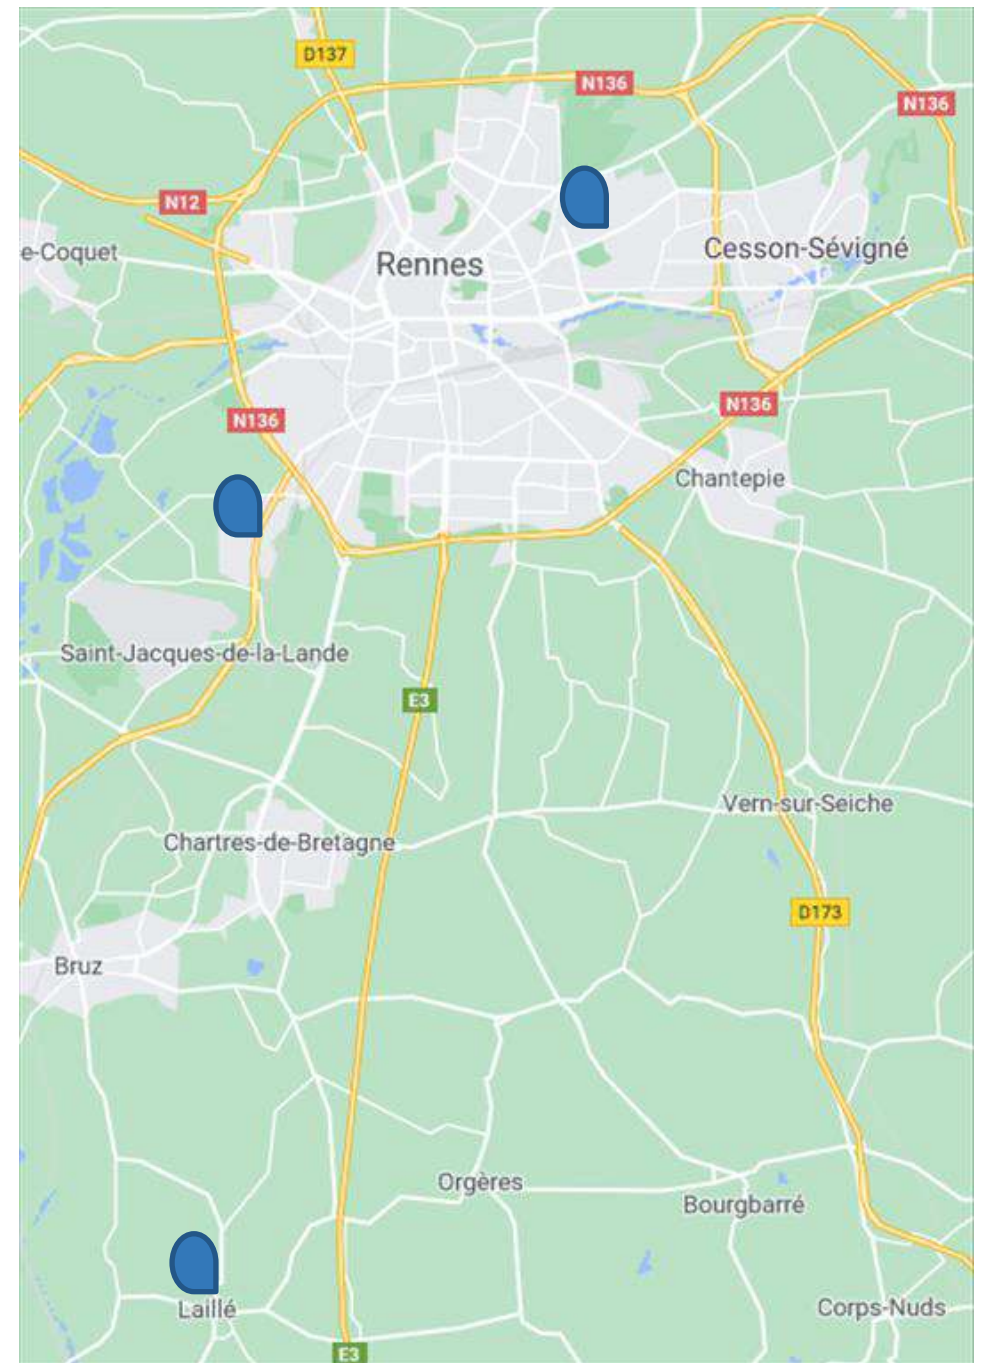 D137
N136
N136
N12
e-Coquet
Rennes
Cesson-Sévigné
N136
N136
Chantepie
Saint-Jacques-de-la-Lande
E3
Vern-sur-Seiche
Chartres-de-Bretagne
D173
Bruz
Orgères
Bourgbarré
Laillé
Corps-Nuds
E3